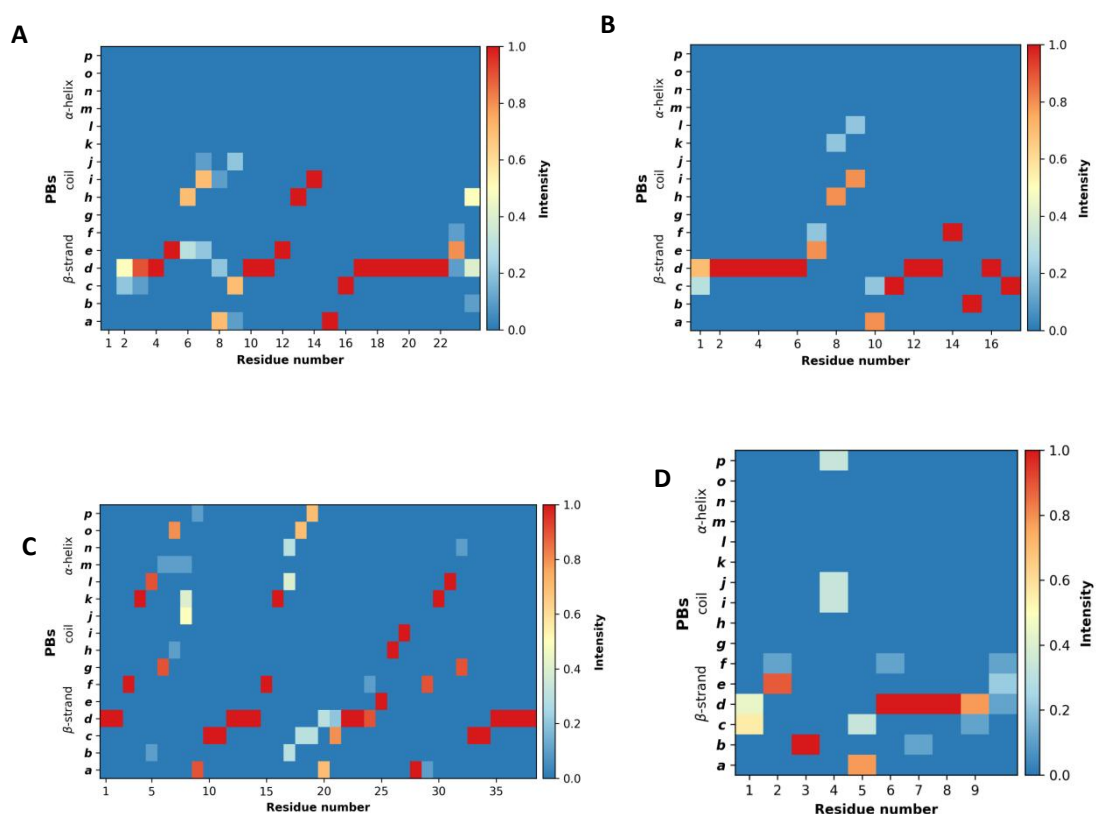 A
B
p
o
n
m
l
k
j
i
h
g
f
e
d
c
b
a
α-helix
coil
β-strand
PBs
1 2 4 6 8 10 12 14 16 18 20 22
Residue number
1.0
0.8
0.6
0.4
0.2
0.0
Intensity
p
o
n
m
l
k
j
i
h
g
f
e
d
c
b
a
α-helix
coil
β-strand
PBs
1 2 4 6 8 10 12 14 16
Residue number
1.0
0.8
0.6
0.4
0.2
0.0
Intensity
C
D
p
o
n
m
l
k
j
i
h
g
f
e
d
c
b
a
α-helix
coil
β-strand
PBs
1 5 10 15 20 25 30 35
Residue number
1.0
0.8
0.6
0.4
0.2
0.0
Intensity
p
o
n
m
l
k
j
i
h
g
f
e
d
c
b
a
α-helix
coil
β-strand
PBs
1 2 3 4 5 6 7 8 9
Residue number
1.0
0.8
0.6
0.4
0.2
0.0
Intensity